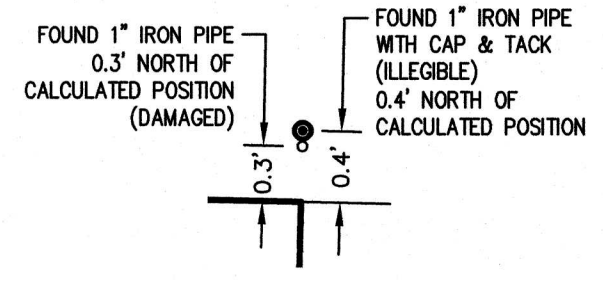 FOUND 1" IRON PIPE
0.3' NORTH OF
CALCULATED POSITION
(DAMAGED)
FOUND 1" IRON PIPE
WITH CAP & TACK
(ILLEGIBLE)
0.4' NORTH OF
CALCULATED POSITION
0.3'
0.4'